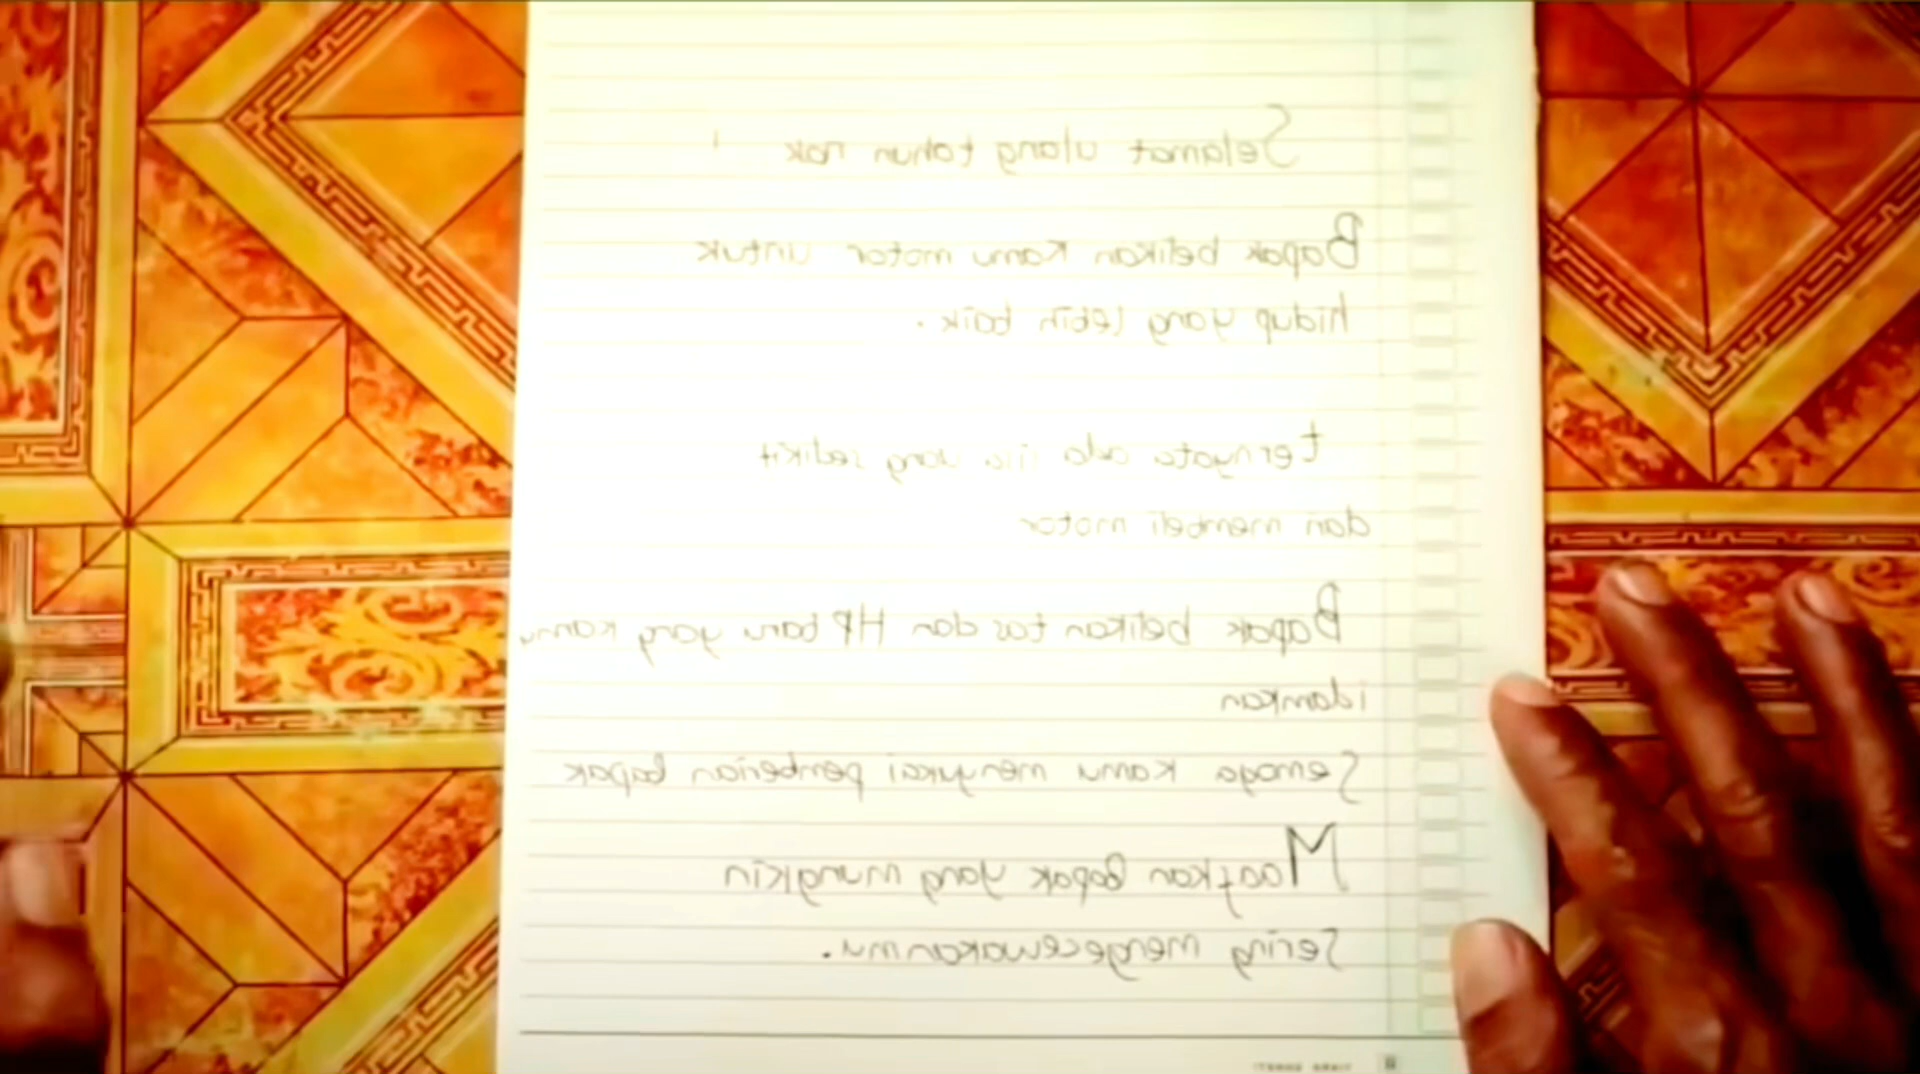 Selamat ulang tahun nak !
Bapak belikan kamu motor untuk
hidup yang lebih baik.
ternyata ada yang sedikit
dan membeli motor
Bapak belikan tas dan HP baru yang kamu
idamkan
Semoga kamu menyukai pemberian bapak
Maafkan Bapak yang mungkin
Sering mengecewakanmu.